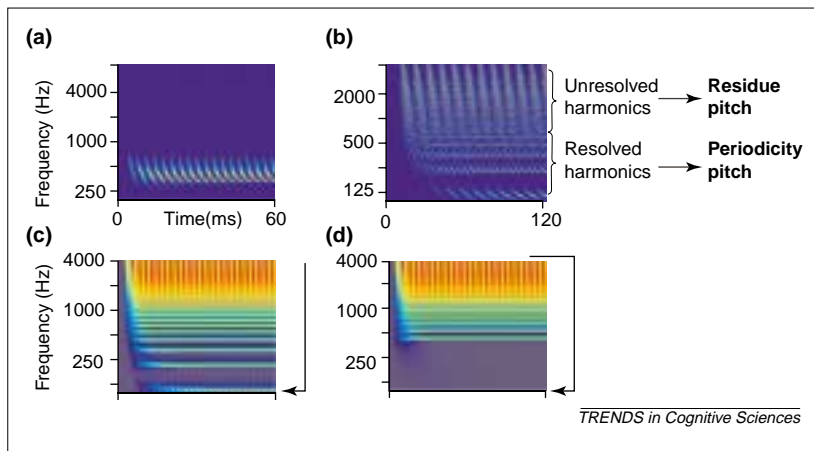 (a)
Frequency (Hz)
4000
1000
250
0
Time(ms)
60
(b)
2000
500
125
0
120
Unresolved
harmonics
Residue
pitch
Resolved
harmonics
Periodicity
pitch
(c)
Frequency (Hz)
4000
1000
250
(d)
4000
1000
250
TRENDS in Cognitive Sciences